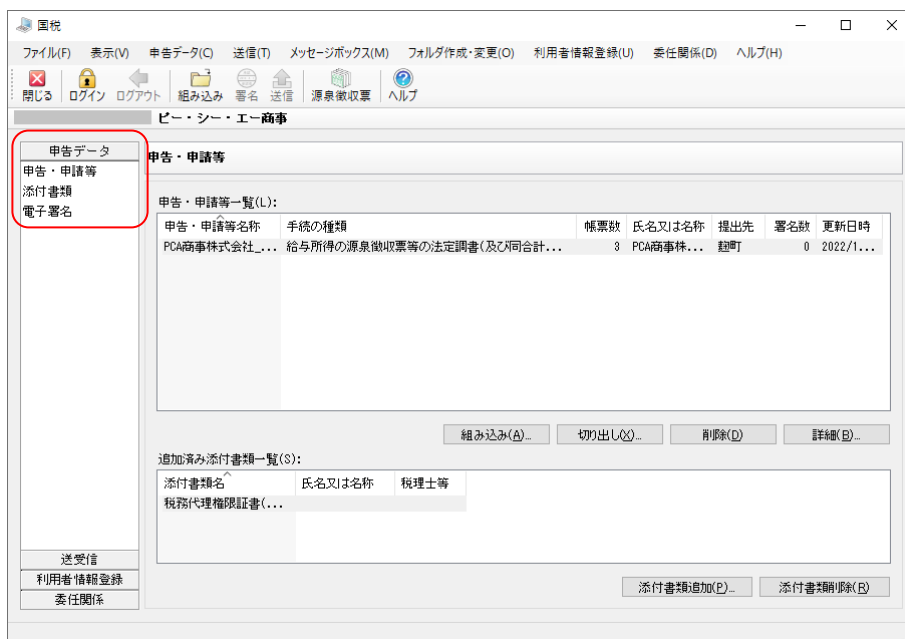 国税
ファイル(F) 表示(V) 申告データ(C) 送信(T) メッセージボックス(M) フォルダ作成・変更(O) 利用者情報登録(U) 委任関係(D) ヘルプ(H)
閉じる ログイン ログアウト 組み込み 署名 送信 源泉徴収票 ヘルプ
ピー・シー・エー商事
申告データ
申告・申請等
添付書類
電子署名
送受信
利用者情報登録
委任関係
申告・申請等
申告・申請等一覧(L):
申告・申請等名称 手続の種類 帳票数 氏名又は名称 提出先 署名数 更新日時
PCA商事株式会社_... 給与所得の源泉徴収票等の法定調書(及び同合計... 3 PCA商事株... 麹町 0 2022/1...
組み込み(A)... 切り出し(X)... 削除(D) 詳細(B)...
追加済み添付書類一覧(S):
添付書類名 氏名又は名称 税理士等
税務代理権限証書(...
添付書類追加(P)... 添付書類削除(R)